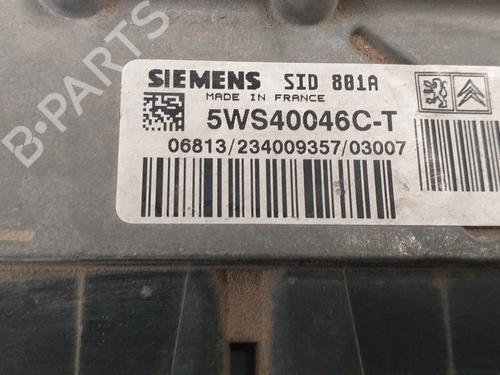 SIEMENS SID 801A
MADE IN FRANCE
5WS40046C-T
06813/234009357/03007
B-PARTS